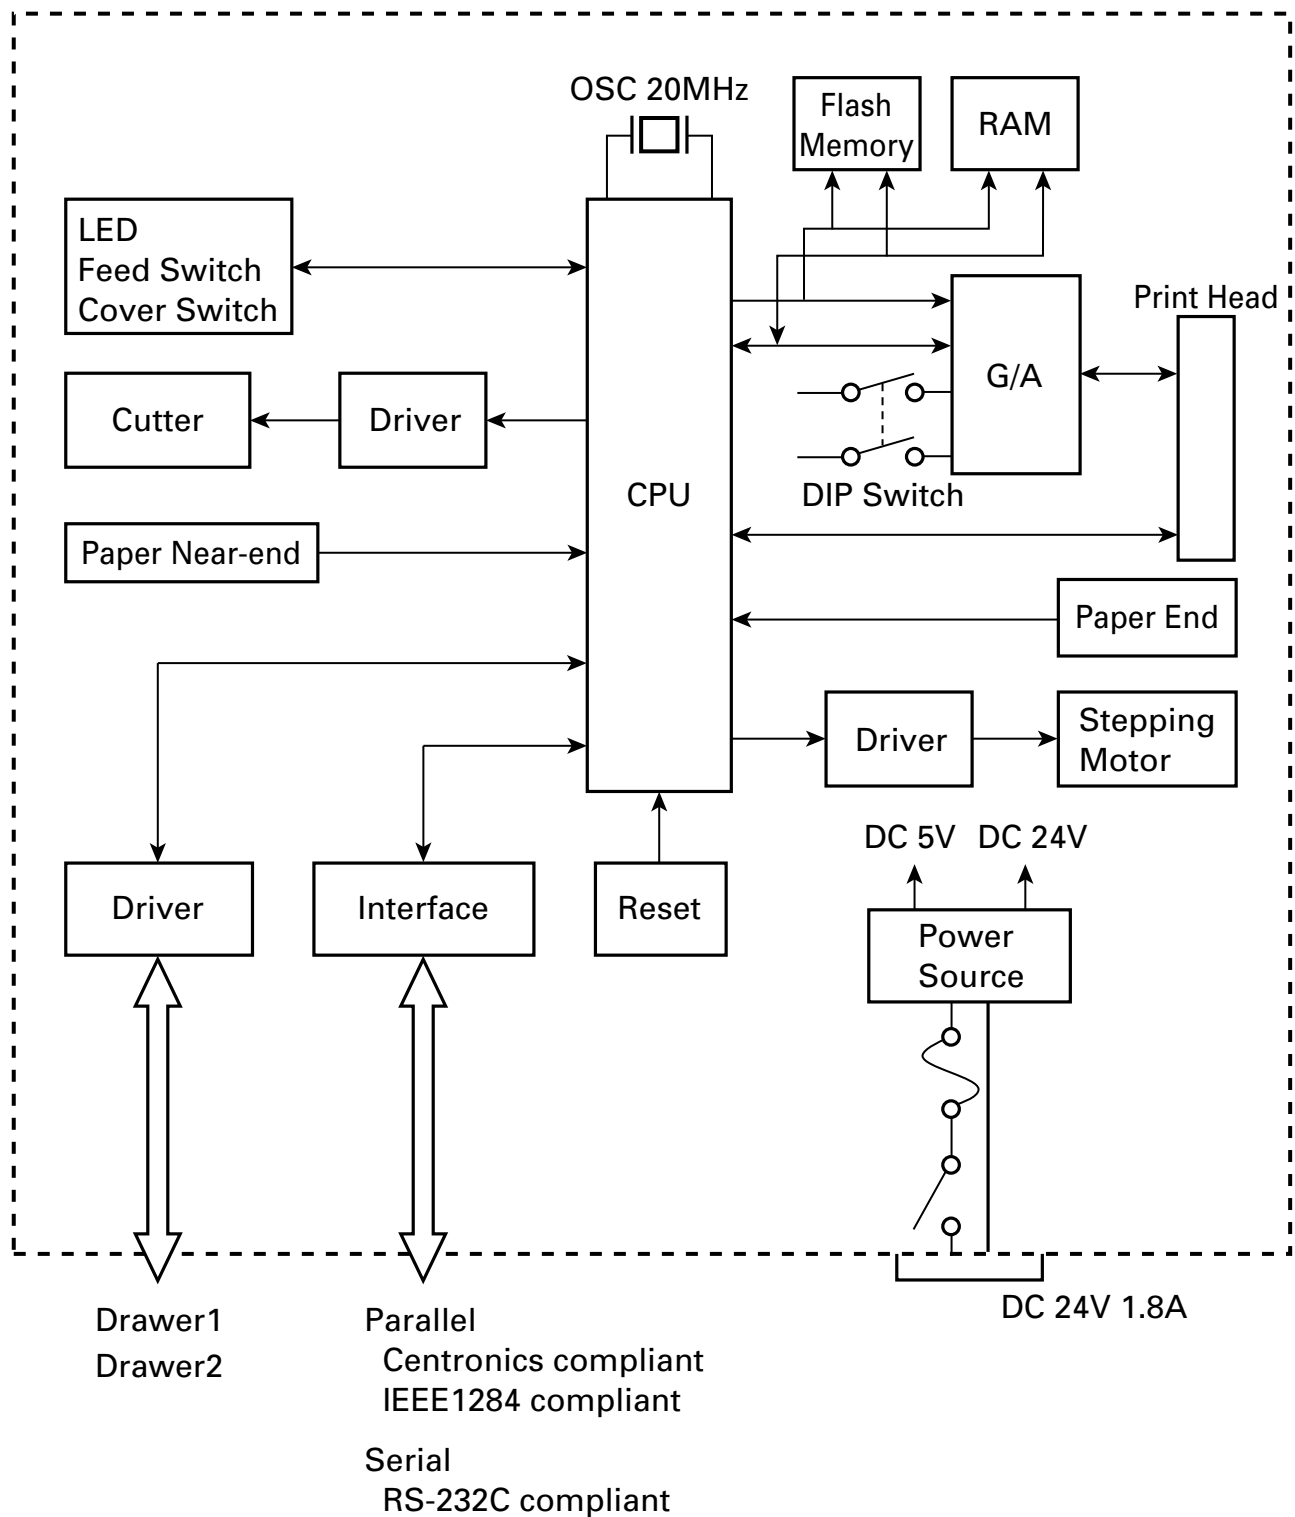 OSC 20MHz
Flash
Memory
RAM
LED
Feed Switch
Cover Switch
Print Head
G/A
Cutter
Driver
DIP Switch
CPU
Paper Near-end
Paper End
Driver
Stepping
Motor
DC 5V
DC 24V
Driver
Interface
Reset
Power
Source
DC 24V 1.8A
Drawer1
Drawer2
Parallel
Centronics compliant
IEEE1284 compliant
Serial
RS-232C compliant